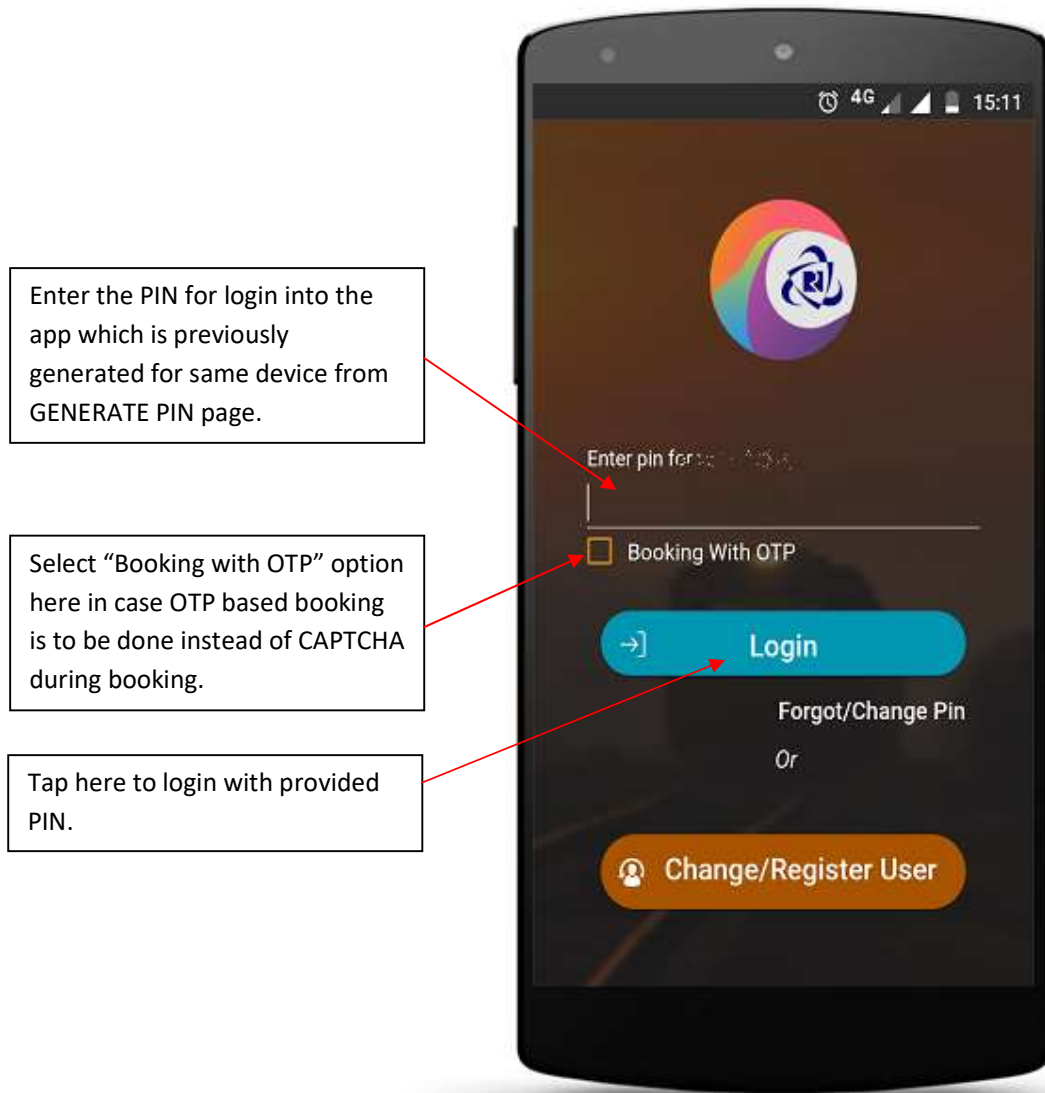 4G 15:11
Enter the PIN for login into the
app which is previously
generated for same device from
GENERATE PIN page.
Enter pin for
Select “Booking with OTP” option
here in case OTP based booking
is to be done instead of CAPTCHA
during booking.
Booking With OTP
Login
Forgot/Change Pin
Or
Tap here to login with provided
PIN.
Change/Register User